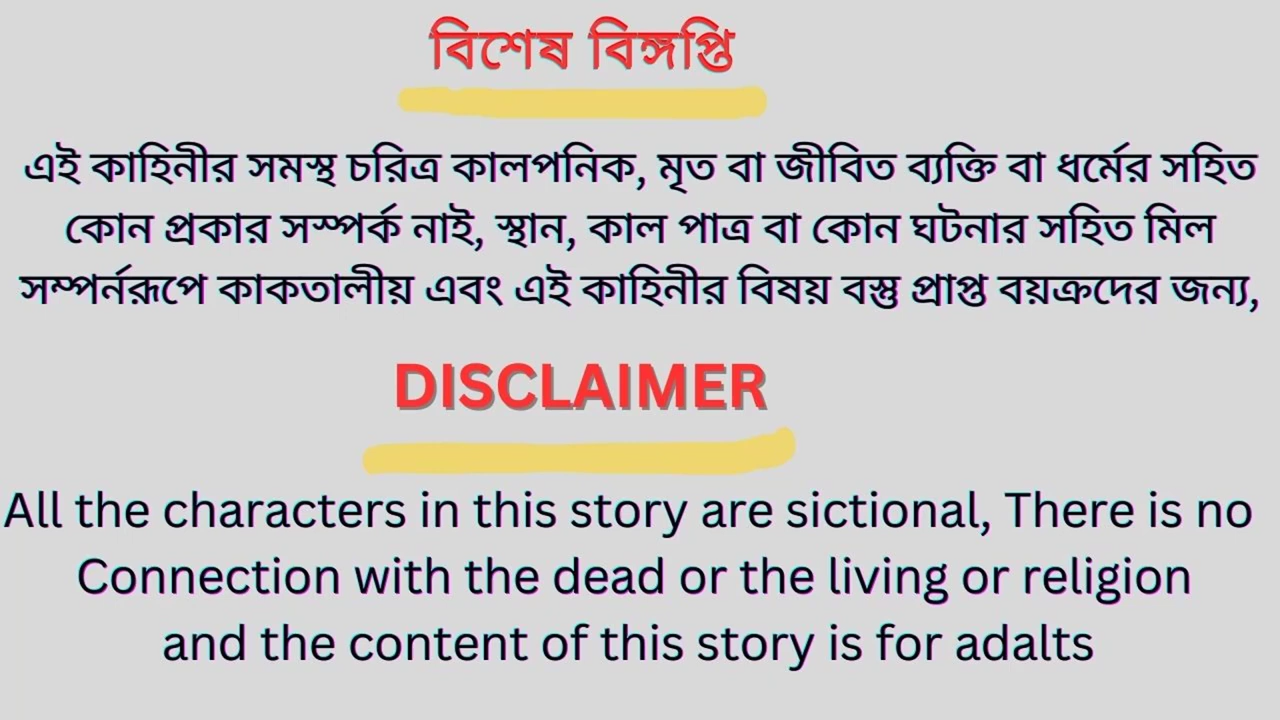 বিশেষ বিঙ্গপ্তি
এই কাহিনীর সমস্থ চরিত্র কালপনিক, মৃত বা জীবিত ব্যক্তি বা ধর্মের সহিত
কোন প্রকার সস্পর্ক নাই, স্থান, কাল পাত্র বা কোন ঘটনার সহিত মিল
সম্পর্নরূপে কাকতালীয় এবং এই কাহিনীর বিষয় বস্তু প্রাপ্ত বয়ক্রদের জন্য,
DISCLAIMER
All the characters in this story are sictional, There is no
Connection with the dead or the living or religion
and the content of this story is for adalts